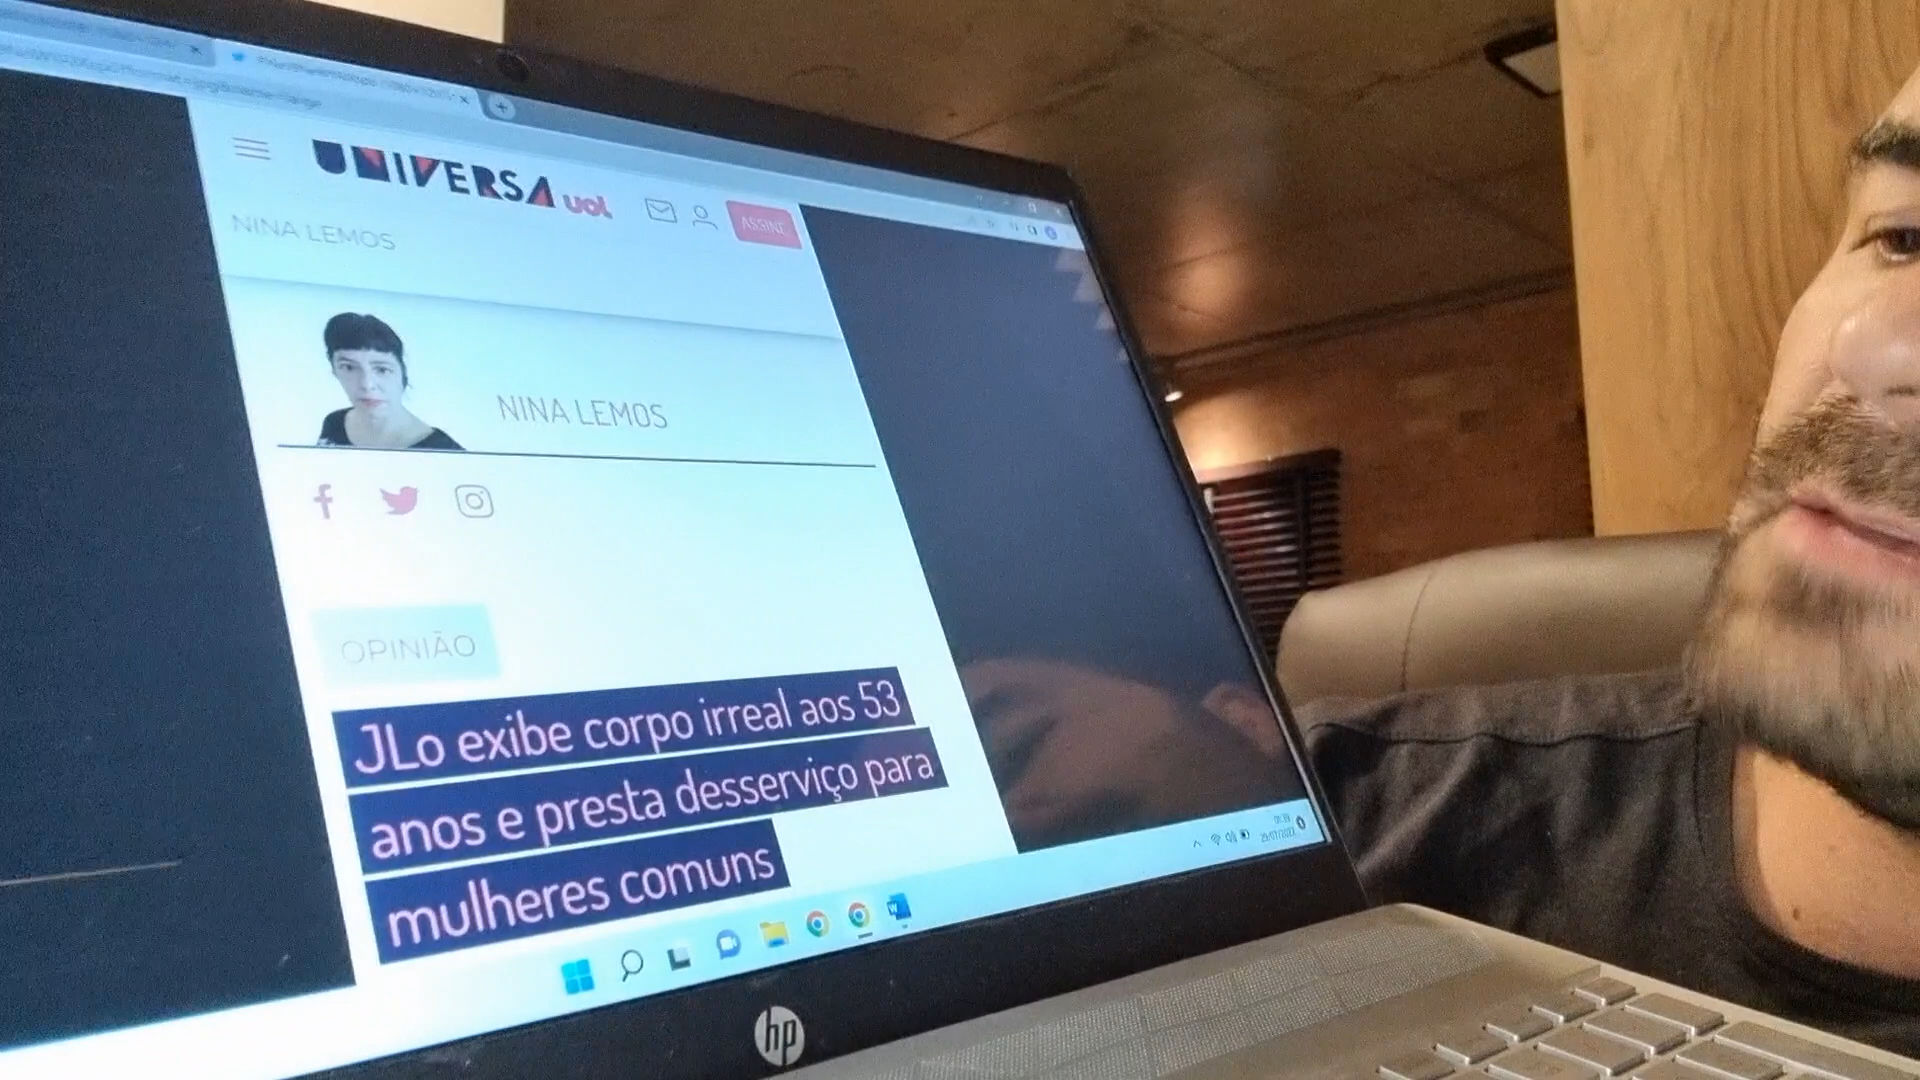 UNIVERSA uol
ASSINE
NINA LEMOS
NINA LEMOS
OPINIÃO
JLo exibe corpo irreal aos 53
anos e presta desserviço para
mulheres comuns
hp